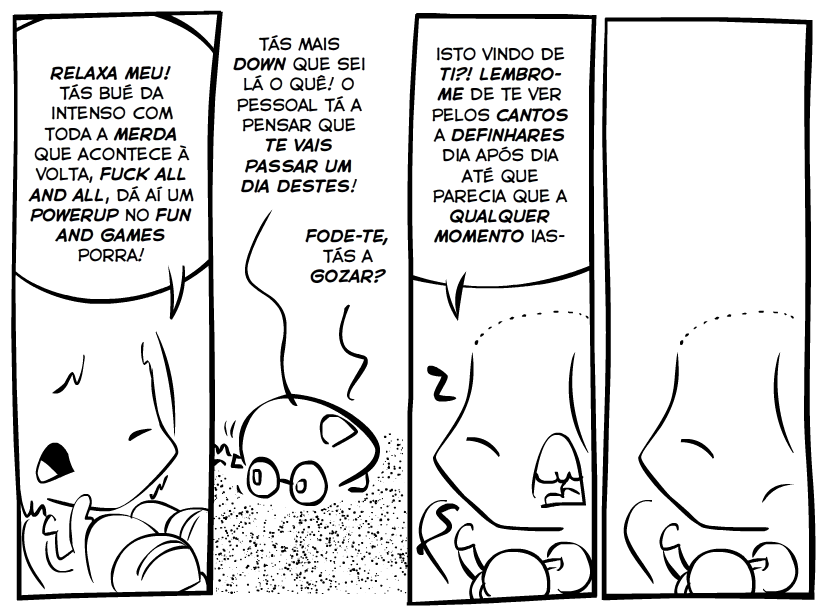 RELAXA MEU!
TÁS BUÉ DA
INTENSO COM
TODA A MERDA
QUE ACONTECE À
VOLTA, FUCK ALL
AND ALL, DÁ AÍ UM
POWERUP NO FUN
AND GAMES
PORRA!
TÁS MAIS
DOWN QUE SEI
LÁ O QUÊ! O
PESSOAL TÁ A
PENSAR QUE
TE VAIS
PASSAR UM
DIA DESTES!
FODE-TE,
TÁS A
GOZAR?
ISTO VINDO DE
TI?! LEMBRO-
ME DE TE VER
PELOS CANTOS
A DEFINHARES
DIA APÓS DIA
ATÉ QUE
PARECIA QUE A
QUALQUER
MOMENTO IAS-